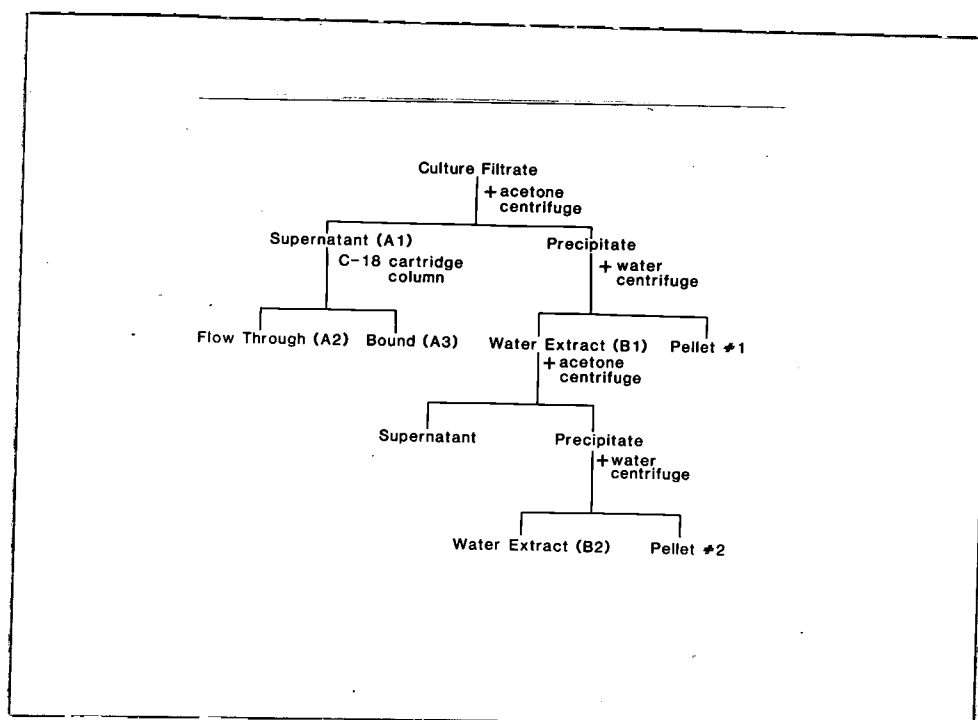 Culture Filtrate
+ acetone
centrifuge
Supernatant (A1)
C-18 cartridge
column
Precipitate
+ water
centrifuge
Flow Through (A2)
Bound (A3)
Water Extract (B1)
+ acetone
centrifuge
Pellet #1
Supernatant
Precipitate
+ water
centrifuge
Water Extract (B2)
Pellet #2